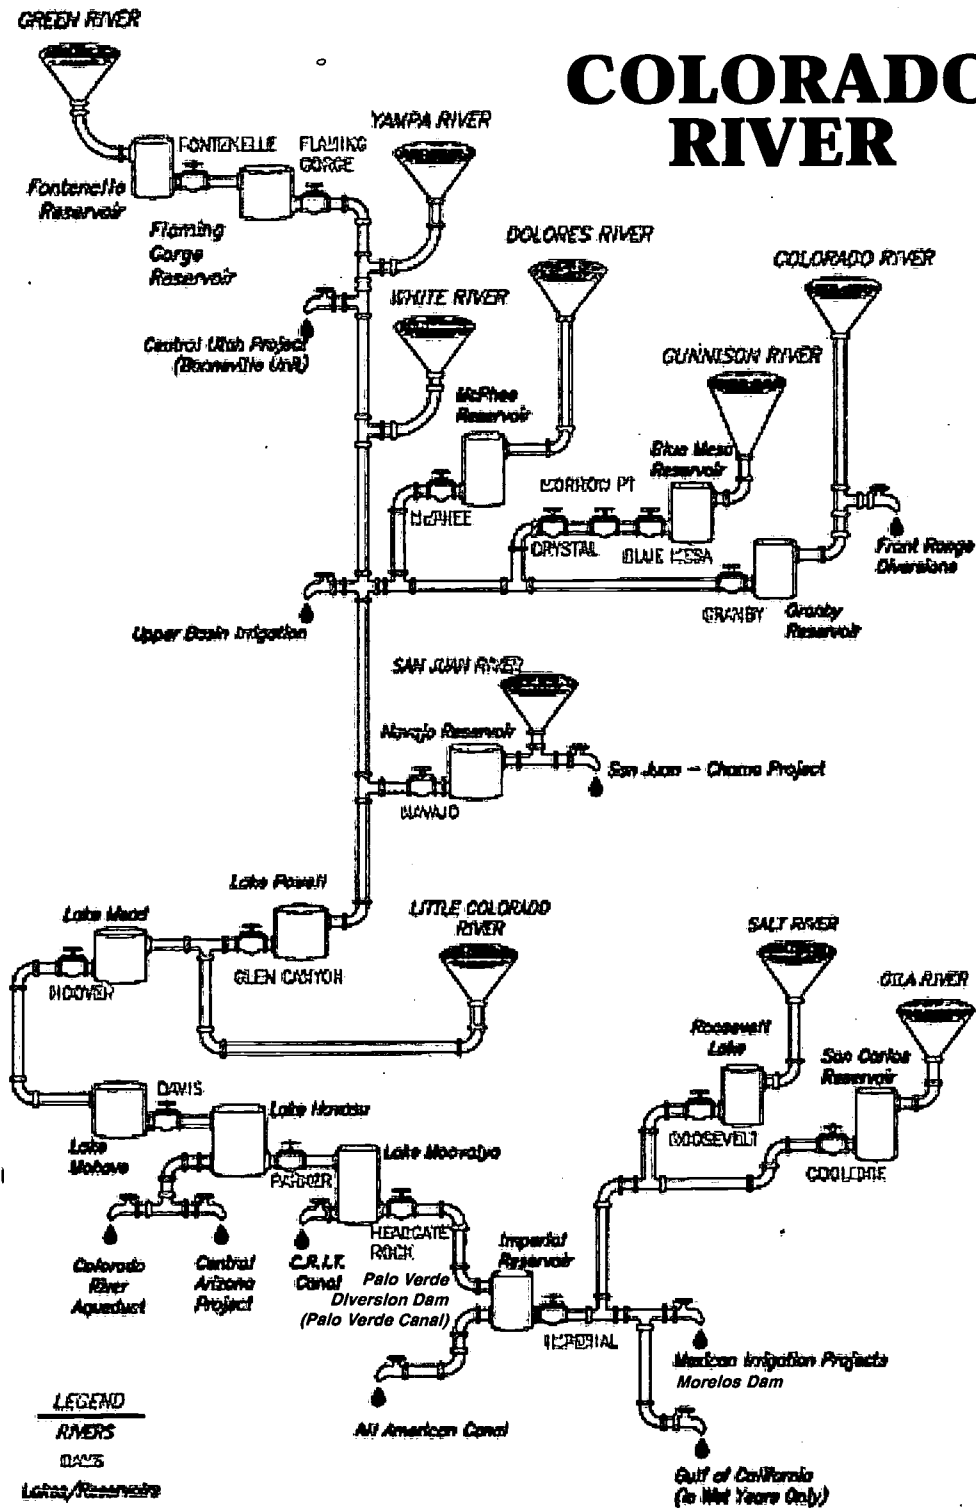 GREEN RIVER
COLORADO
RIVER
YAMPA RIVER
FONTENELLE
FLAMING
GORGE
Fontenelle
Reservoir
Flaming
Gorge
Reservoir
DOLORES RIVER
COLORADO RIVER
WHITE RIVER
Central Utah Project
(Bonneville Unit)
GUNNISON RIVER
McPhee
Reservoir
Blue Mesa
Reservoir
MORROW PT
MCPHEE
CRYSTAL
BLUE MESA
Front Range
Diversions
GRANBY
Granby
Reservoir
Upper Basin Irrigation
SAN JUAN RIVER
Navajo Reservoir
San Juan - Chama Project
NAVAJO
Lake Powell
Lake Mead
LITTLE COLORADO
RIVER
SALT RIVER
GLEN CANYON
HOOVER
GILA RIVER
Roosevelt
Lake
San Carlos
Reservoir
DAVIS
Lake Havasu
Lake
Mohave
Lake Moovalya
PARKER
ROOSEVELT
COOLIDGE
HEADGATE
ROCK
Imperial
Reservoir
Colorado
River
Aqueduct
Central
Arizona
Project
C.R.I.T.
Canal
Palo Verde
Diversion Dam
(Palo Verde Canal)
IMPERIAL
Mexican Irrigation Projects
Morelos Dam
All American Canal
LEGEND
RIVERS
DAMS
Lakes/Reservoirs
Gulf of California
(In Wet Years Only)